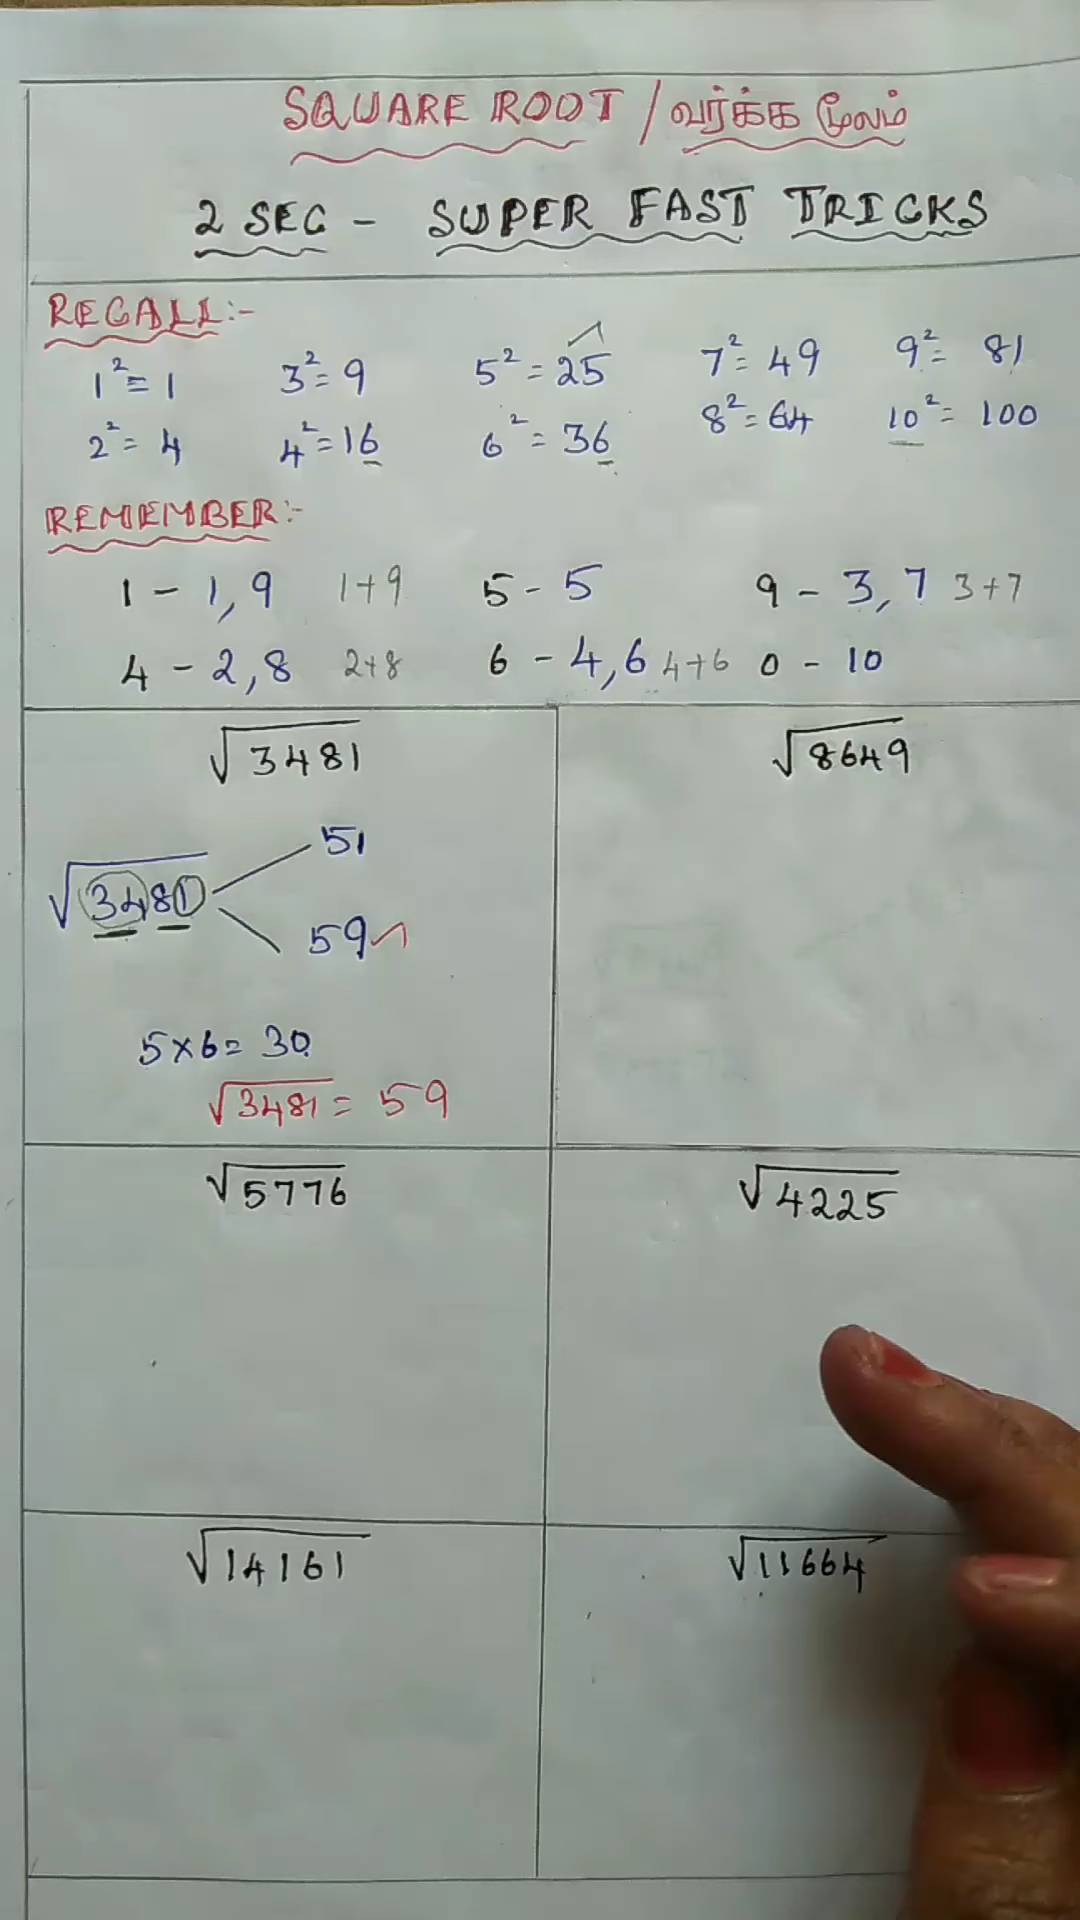 SQUARE ROOT / வர்க்க மூலம்
2 SEC - SUPER FAST TRICKS
RECALL:-
1² = 1 3² = 9 5² = 25 7² = 49 9² = 81
2² = 4 4² = 16 6² = 36 8² = 64 10² = 100
REMEMBER:-
1 - 1, 9 1+9 5 - 5 9 - 3, 7 3+7
4 - 2, 8 2+8 6 - 4, 6 4+6 0 - 10
√3481
51
√3481
59
5×6 = 30
√3481 = 59
√8649
√5776
√4225
√14161
√11664